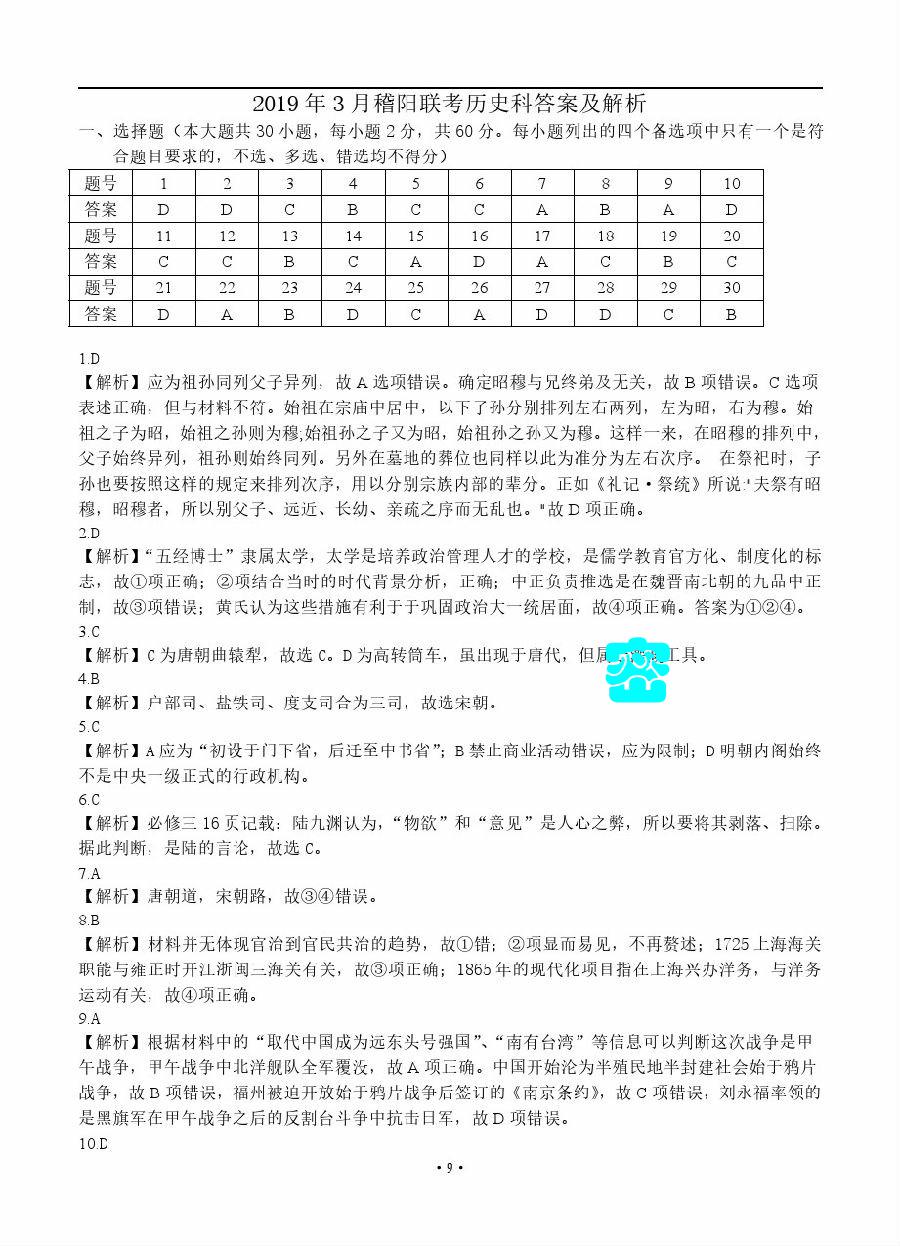 2019 年 3 月稽阳联考历史科答案及解析
一、选择题（本大题共 30 小题，每小题 2 分，共 60 分。每小题列出的四个备选项中只有一个是符
合题目要求的，不选、多选、错选均不得分）
题号 1 2 3 4 5 6 7 8 9 10
答案 D D C B C C A B A D
题号 11 12 13 14 15 16 17 18 19 20
答案 C C B C A D A C B C
题号 21 22 23 24 25 26 27 28 29 30
答案 D A B D C A D D C B
1.D
【解析】应为祖孙同列父子异列，故 A 选项错误。确定昭穆与兄终弟及无关，故 B 项错误。C 选项
表述正确，但与材料不符。始祖在宗庙中居中，以下子孙分别排列左右两列，左为昭，右为穆。始
祖之子为昭，始祖之孙则为穆;始祖孙之子又为昭，始祖孙之孙又为穆。这样一来，在昭穆的排列中，
父子始终异列，祖孙则始终同列。另外在墓地的葬位也同样以此为准分为左右次序。 在祭祀时，子
孙也要按照这样的规定来排列次序，用以分别宗族内部的辈分。正如《礼记·祭统》所说:"夫祭有昭
穆，昭穆者，所以别父子、远近、长幼、亲疏之序而无乱也。"故 D 项正确。
2.D
【解析】“五经博士”隶属太学，太学是培养政治管理人才的学校，是儒学教育官方化、制度化的标
志，故①项正确；②项结合当时的时代背景分析，正确；中正负责推选是在魏晋南北朝的九品中正
制，故③项错误；黄氏认为这些措施有利于于巩固政治大一统居面，故④项正确。答案为①②④。
3.C
【解析】C 为唐朝曲辕犁，故选 C。D 为高转筒车，虽出现于唐代，但属工具。
4.B
【解析】户部司、盐铁司、度支司合为三司，故选宋朝。
5.C
【解析】A 应为“初设于门下省，后迁至中书省”；B 禁止商业活动错误，应为限制；D 明朝内阁始终
不是中央一级正式的行政机构。
6.C
【解析】必修三 16 页记载：陆九渊认为，“物欲”和“意见”是人心之弊，所以要将其剥落、扫除。
据此判断，是陆的言论，故选 C。
7.A
【解析】唐朝道，宋朝路，故③④错误。
8.B
【解析】材料并无体现官治到官民共治的趋势，故①错；②项显而易见，不再赘述；1725 上海海关
职能与雍正时开江浙闽三海关有关，故③项正确；1865 年的现代化项目指在上海兴办洋务，与洋务
运动有关，故④项正确。
9.A
【解析】根据材料中的“取代中国成为远东头号强国”、“南有台湾”等信息可以判断这次战争是甲
午战争，甲午战争中北洋舰队全军覆没，故 A 项正确。中国开始沦为半殖民地半封建社会始于鸦片
战争，故 B 项错误，福州被迫开放始于鸦片战争后签订的《南京条约》，故 C 项错误，刘永福率领的
是黑旗军在甲午战争之后的反割台斗争中抗击日军，故 D 项错误。
10.D
·9·